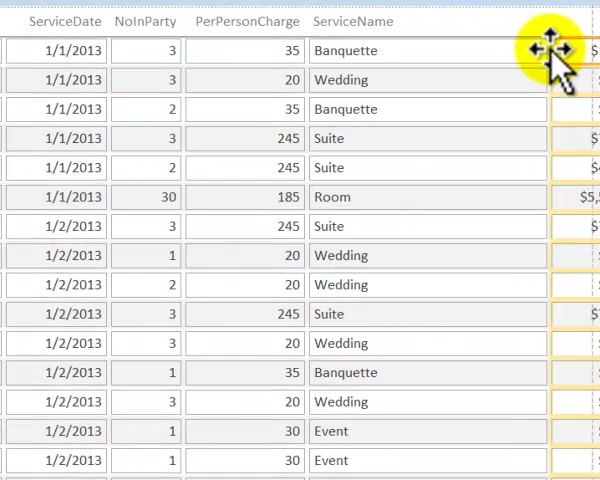 ServiceDate NoInParty PerPersonCharge ServiceName
1/1/2013 3 35 Banquette $
1/1/2013 3 20 Wedding
1/1/2013 2 35 Banquette
1/1/2013 3 245 Suite
1/1/2013 2 245 Suite
1/1/2013 30 185 Room $5,
1/2/2013 3 245 Suite
1/2/2013 1 20 Wedding
1/2/2013 2 20 Wedding
1/2/2013 3 245 Suite
1/2/2013 3 20 Wedding
1/2/2013 1 35 Banquette
1/2/2013 3 20 Wedding
1/2/2013 1 30 Event
1/2/2013 1 30 Event